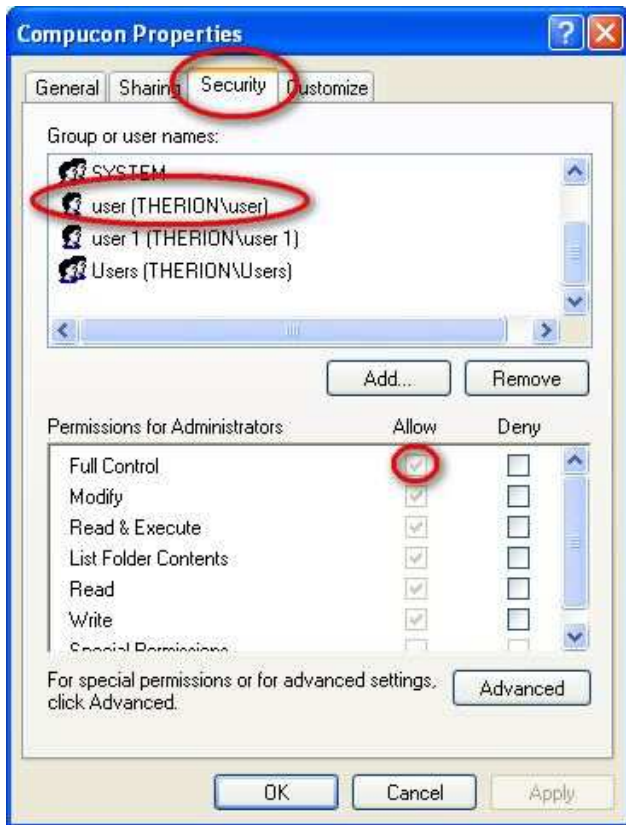 Compucon Properties
General Sharing Security Customize
Group or user names:
SYSTEM
user (THERION\user)
user 1 (THERION\user 1)
Users (THERION\Users)
Add... Remove
Permissions for Administrators Allow Deny
Full Control
Modify
Read & Execute
List Folder Contents
Read
Write
Special Permissions
For special permissions or for advanced settings,
click Advanced.
Advanced
OK Cancel Apply